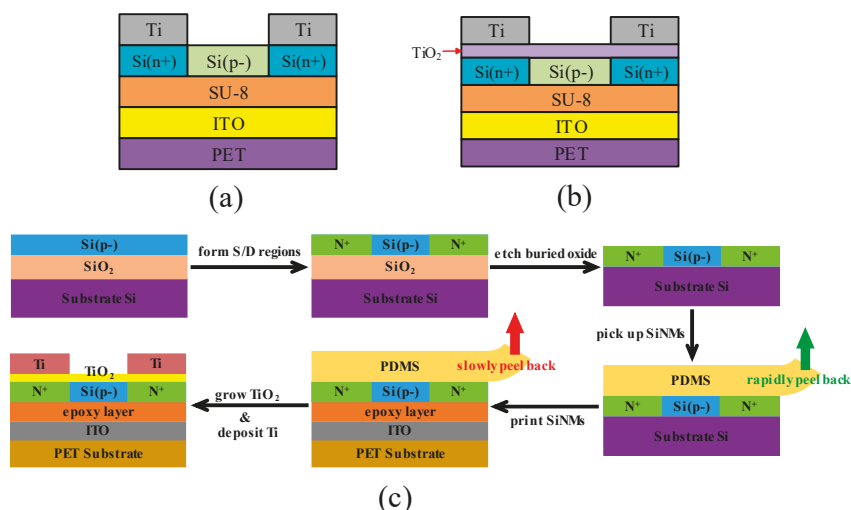 Ti Ti
Si(n+) Si(p-) Si(n+)
SU-8
ITO
PET
(a)
Ti Ti
TiO2
Si(n+) Si(p-) Si(n+)
SU-8
ITO
PET
(b)
Si(p-)
SiO2
Substrate Si
form S/D regions
N+ Si(p-) N+
SiO2
Substrate Si
etch buried oxide
N+ Si(p-) N+
Substrate Si
pick up SiNMs
PDMS
rapidly peel back
N+ Si(p-) N+
Substrate Si
print SiNMs
PDMS
slowly peel back
N+ Si(p-) N+
epoxy layer
ITO
PET Substrate
grow TiO2
&
deposit Ti
Ti Ti
TiO2
N+ Si(p-) N+
epoxy layer
ITO
PET Substrate
(c)